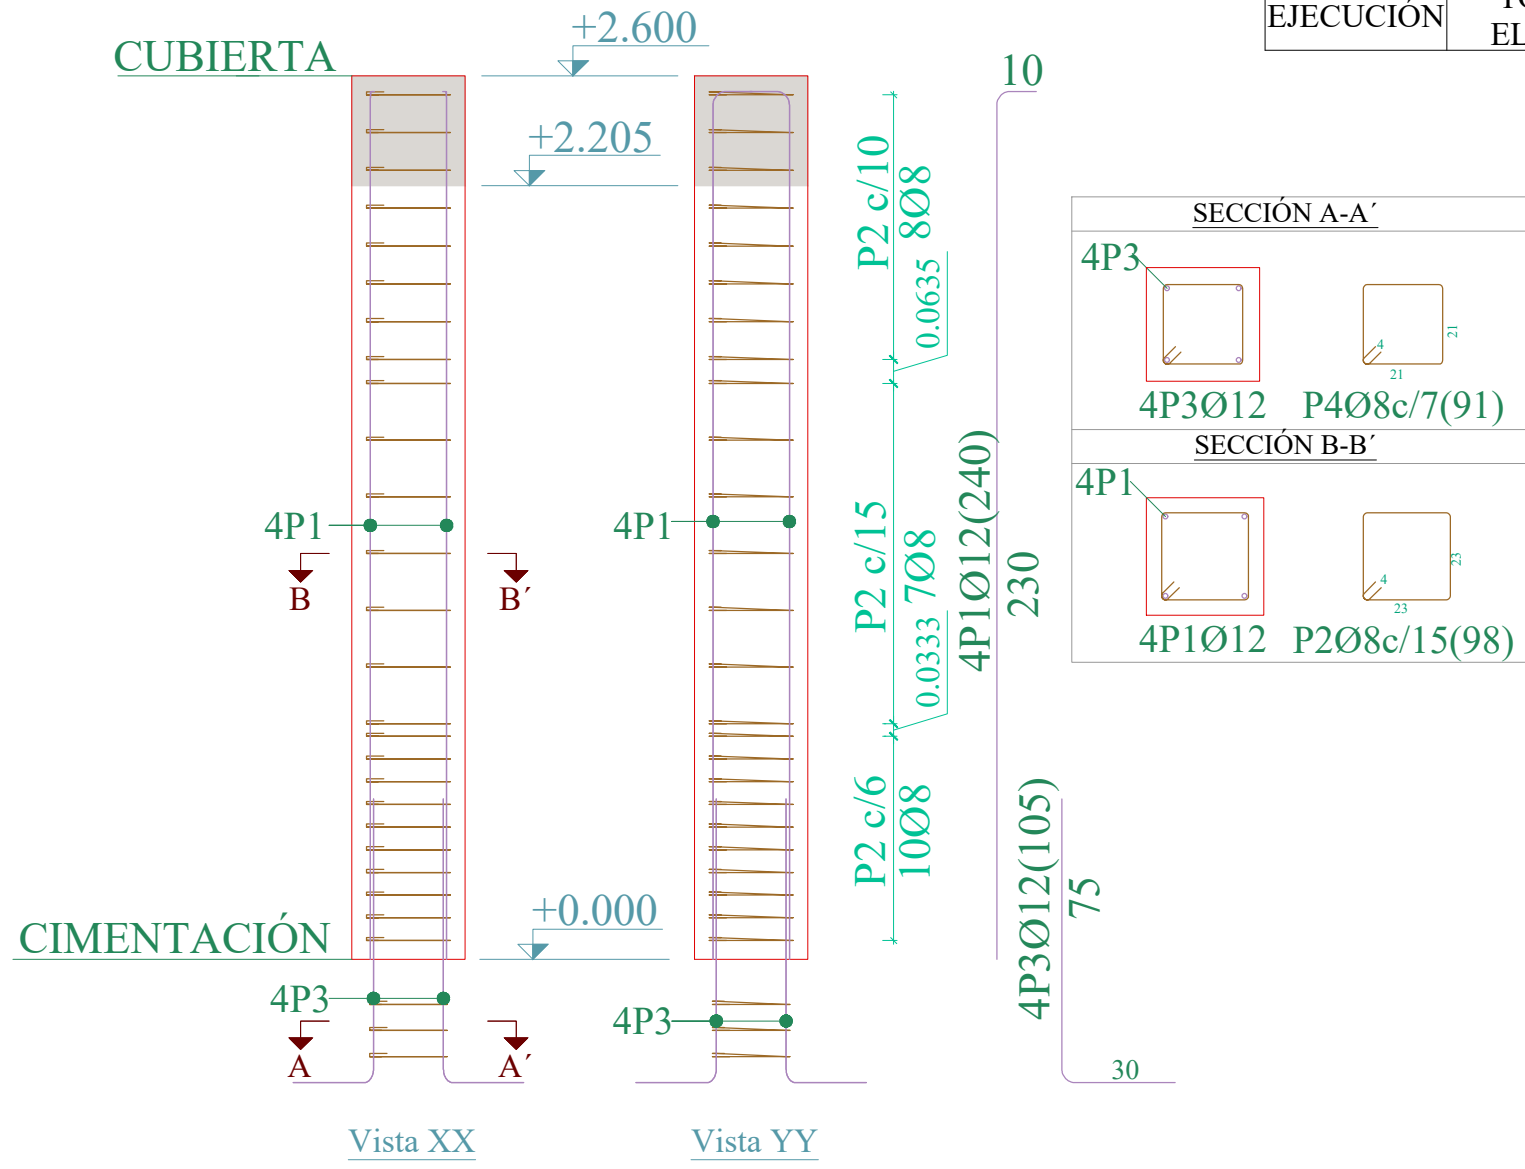 EJECUCIÓN
EL
CUBIERTA
+2.600
+2.205
10
P2 c/10
8Ø8
0.0635
P2 c/15
7Ø8
0.0333
P2 c/6
10Ø8
4P1Ø12(240)
230
4P3Ø12(105)
75
30
4P1
4P1
B
B´
CIMENTACIÓN
+0.000
4P3
4P3
A
A´
Vista XX
Vista YY
SECCIÓN A-A´
4P3
4
21
21
4P3Ø12
P4Ø8c/7(91)
SECCIÓN B-B´
4P1
4
23
23
4P1Ø12
P2Ø8c/15(98)